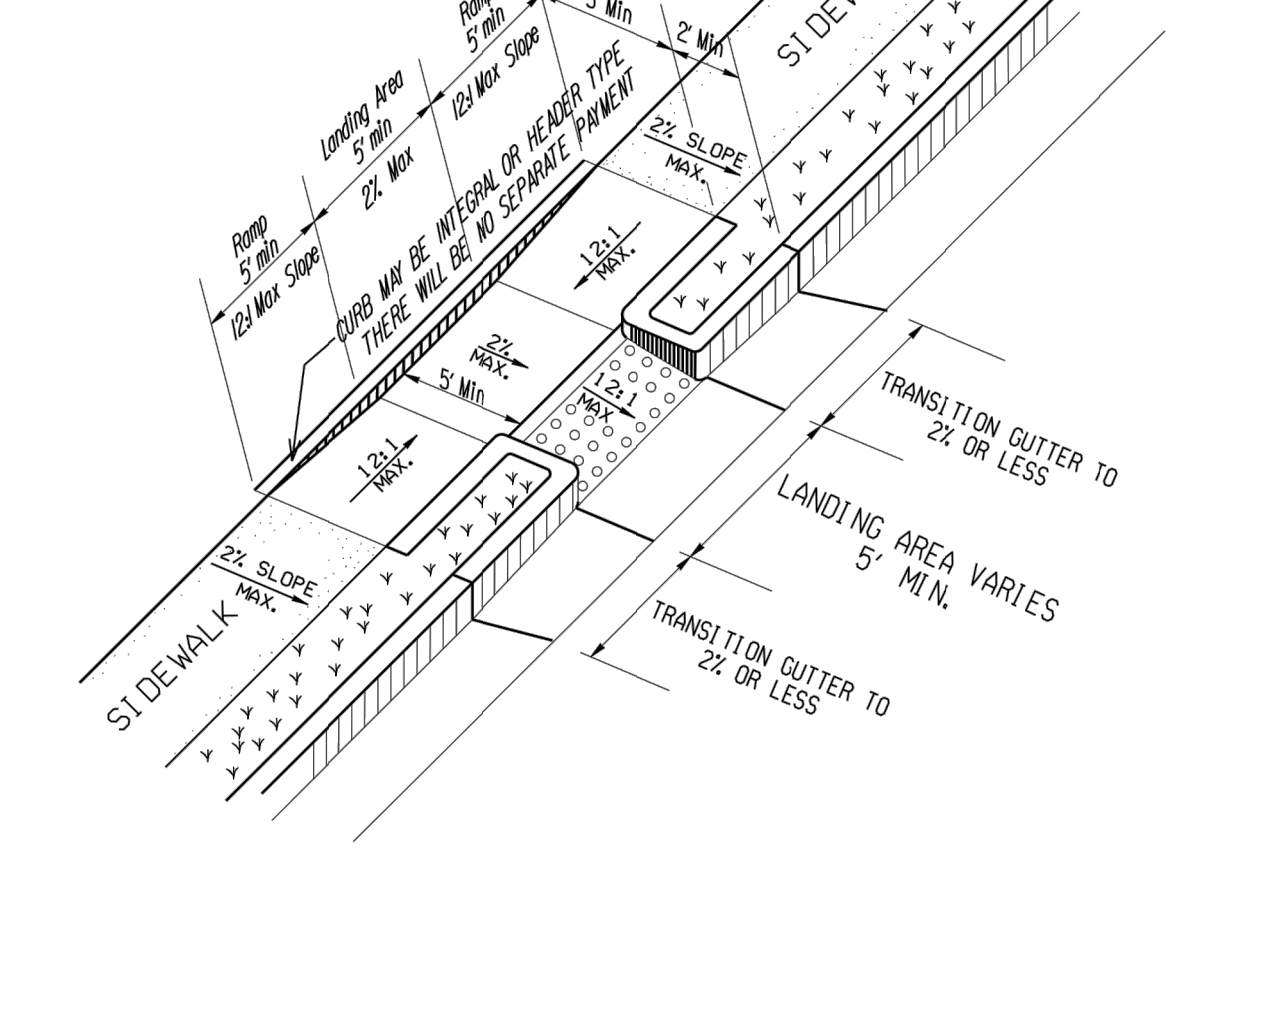 Ramp
5' min
12:1 Max Slope
Min
2' Min
SIDEW
Landing Area
5' min
2% Max
CURB MAY BE INTEGRAL OR HEADER TYPE
THERE WILL BE NO SEPARATE PAYMENT
2% SLOPE
MAX.
Ramp
5' min
12:1 Max Slope
12:1
MAX.
2%
MAX.
5' Min
12:1
MAX
12:1
MAX.
2% SLOPE
MAX.
SIDEWALK
TRANSITION GUTTER TO
2% OR LESS
LANDING AREA VARIES
5' MIN.
TRANSITION GUTTER TO
2% OR LESS